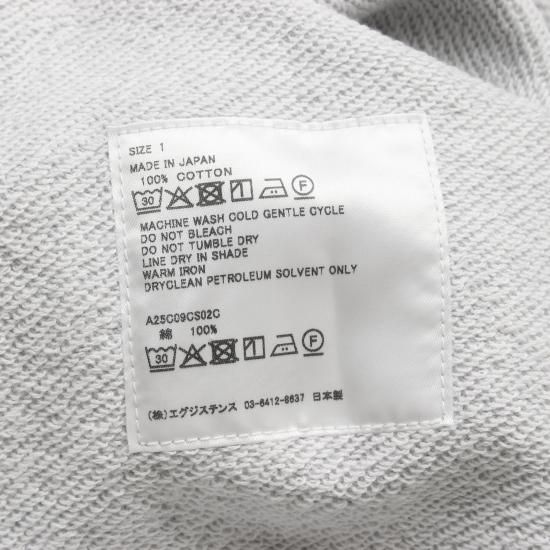 SIZE 1
MADE IN JAPAN
100% COTTON
30 F
MACHINE WASH COLD GENTLE CYCLE
DO NOT BLEACH
DO NOT TUMBLE DRY
LINE DRY IN SHADE
WARM IRON
DRYCLEAN PETROLEUM SOLVENT ONLY
A25C09CS02C
綿 100%
30 F
(株)エグジステンス 03-6412-8637 日本製